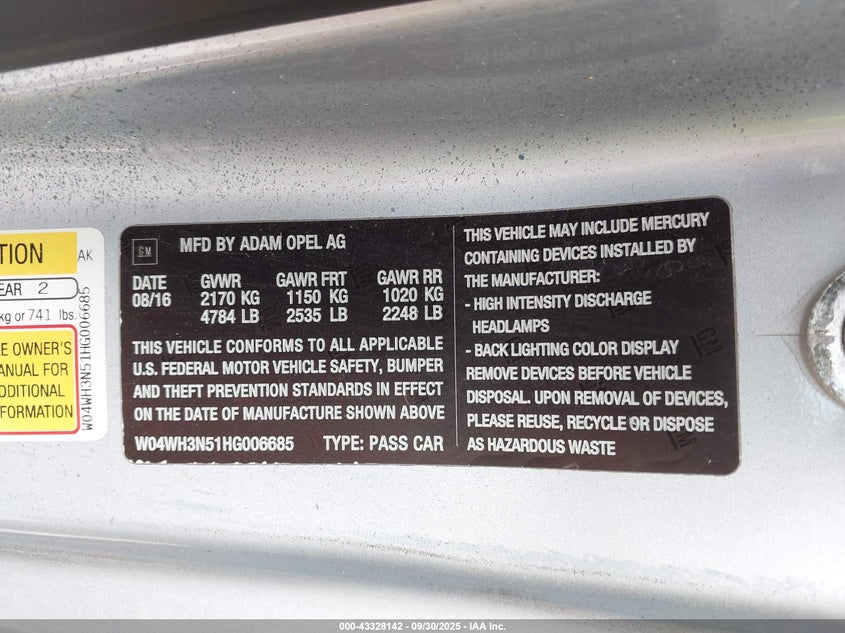 TION
AK
EAR 2
kg or 741 lbs.
E OWNER'S
MANUAL FOR
ADDITIONAL
FORMATION
W04WH3N51HG006685
GM
MFD BY ADAM OPEL AG
DATE GVWR GAWR FRT GAWR RR
08/16 2170 KG 1150 KG 1020 KG
4784 LB 2535 LB 2248 LB
THIS VEHICLE CONFORMS TO ALL APPLICABLE
U.S. FEDERAL MOTOR VEHICLE SAFETY, BUMPER
AND THEFT PREVENTION STANDARDS IN EFFECT
ON THE DATE OF MANUFACTURE SHOWN ABOVE
W04WH3N51HG006685 TYPE: PASS CAR
THIS VEHICLE MAY INCLUDE MERCURY
CONTAINING DEVICES INSTALLED BY
THE MANUFACTURER:
- HIGH INTENSITY DISCHARGE
HEADLAMPS
- BACK LIGHTING COLOR DISPLAY
REMOVE DEVICES BEFORE VEHICLE
DISPOSAL. UPON REMOVAL OF DEVICES,
PLEASE REUSE, RECYCLE OR DISPOSE
AS HAZARDOUS WASTE
000-43328142 - 09/30/2025 - IAA Inc.